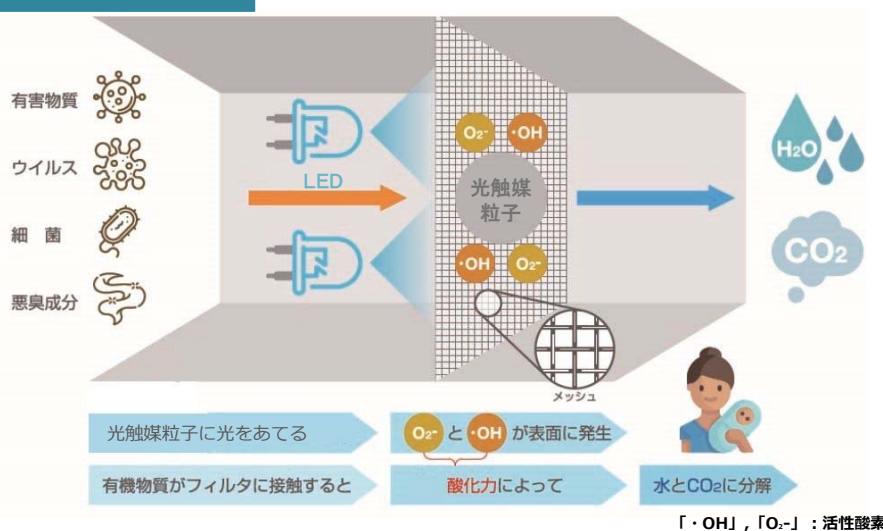 有害物質
ウイルス
細　菌
悪臭成分
LED
O₂⁻
・OH
光触媒
粒子
・OH
O₂⁻
メッシュ
H₂O
CO₂
光触媒粒子に光をあてる
O₂⁻ と ・OH が表面に発生
有機物質がフィルタに接触すると
酸化力によって
水とCO₂に分解
「・OH」,「O₂-」：活性酸素